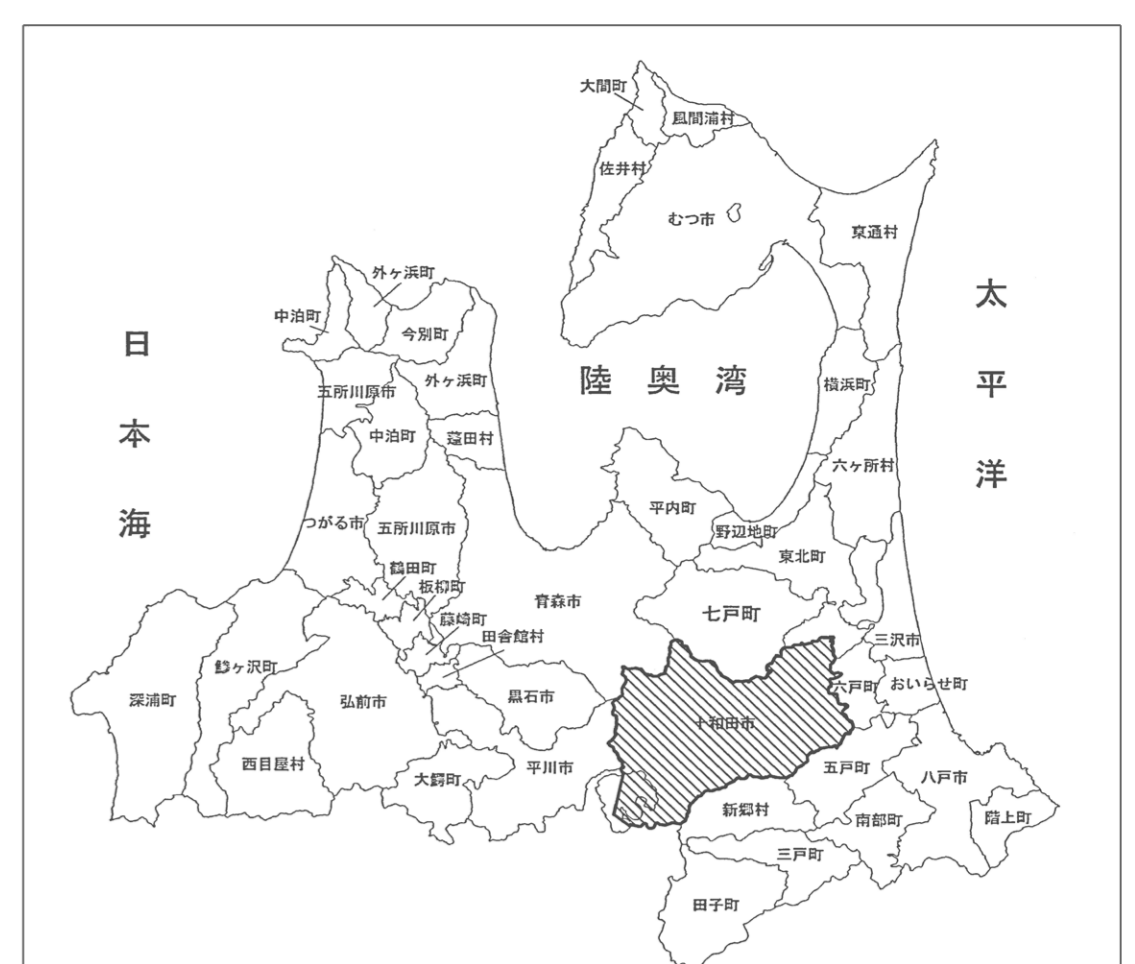 大間町
風間浦村
佐井村
むつ市
東通村
外ヶ浜町
中泊町
今別町
日本海
太平洋
陸奥湾
五所川原市
外ヶ浜町
横浜町
中泊町
蓬田村
六ヶ所村
平内町
つがる市
五所川原市
野辺地町
東北町
鶴田町
板柳町
青森市
七戸町
藤崎町
田舎館村
三沢市
鰺ヶ沢町
深浦町
弘前市
黒石市
六戸町
おいらせ町
十和田市
西目屋村
大鰐町
平川市
五戸町
八戸市
新郷村
南部町
階上町
三戸町
田子町